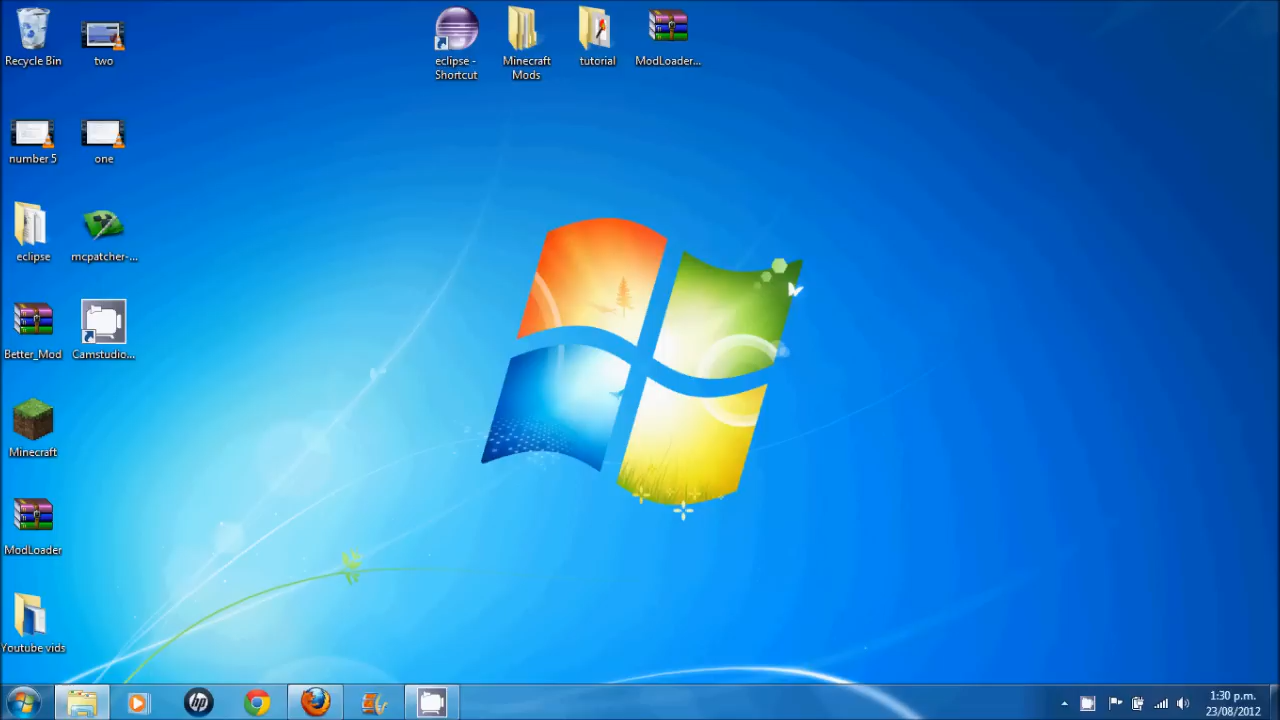 Recycle Bin
two
eclipse -
Shortcut
Minecraft
Mods
tutorial
ModLoader...
number 5
one
eclipse
mcpatcher-...
Better_Mod
Camstudio...
Minecraft
ModLoader
Youtube vids
hp
1:30 p.m.
23/08/2012